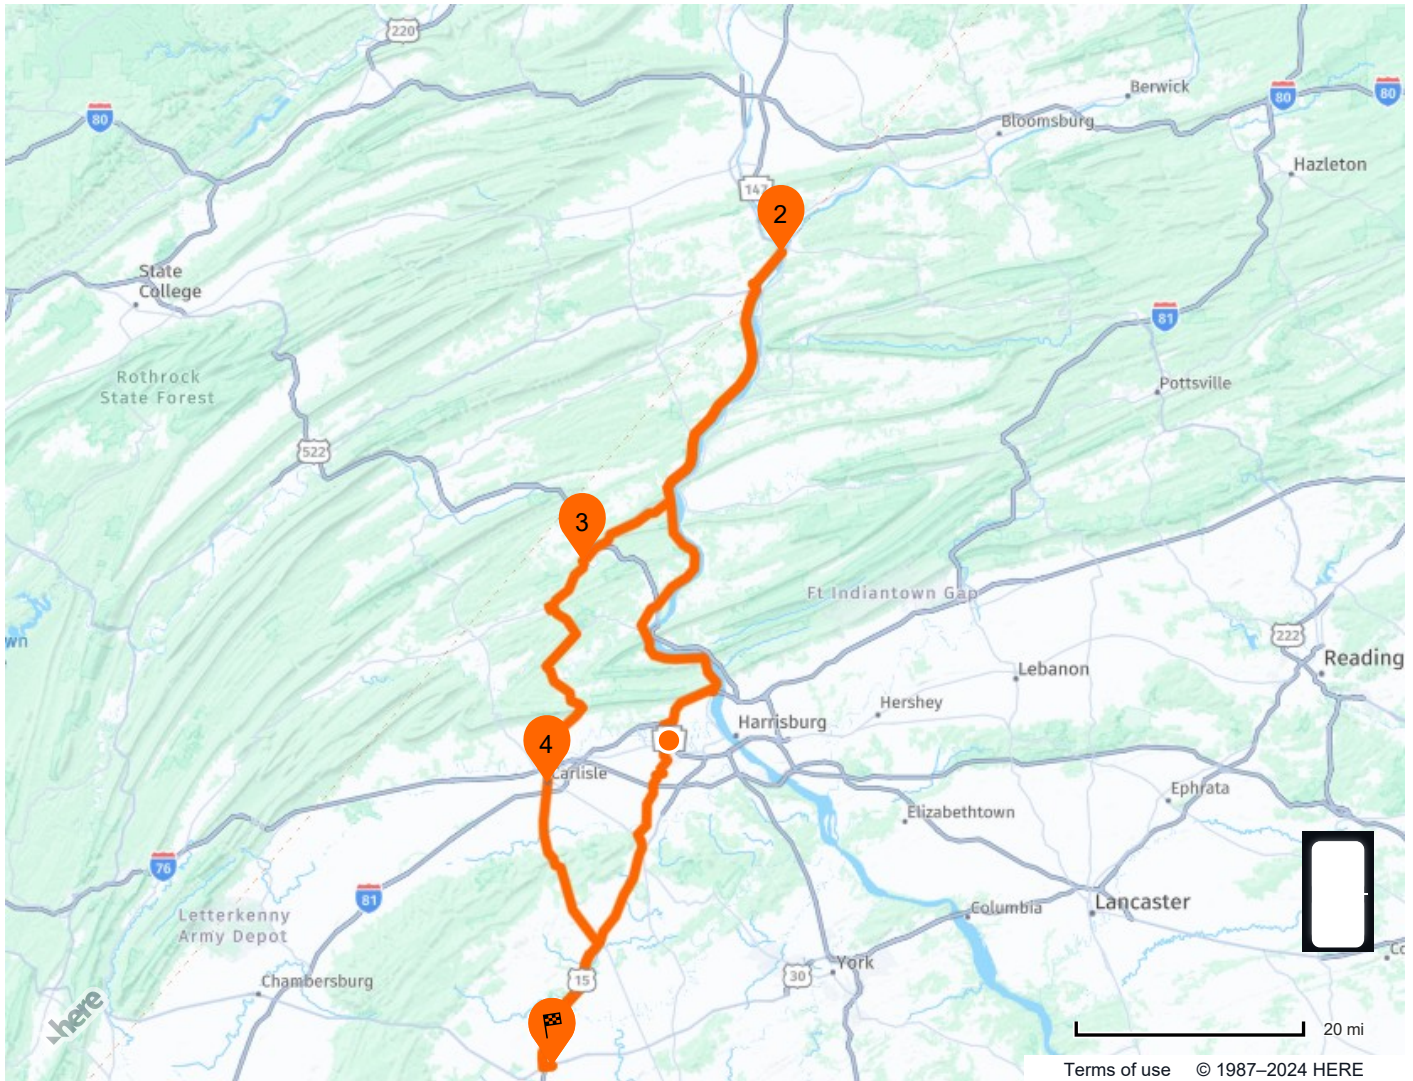 220
Berwick
80
80
80
Bloomsburg
Hazleton
147
2
State
College
81
Rothrock
State Forest
Pottsville
522
3
Ft Indiantown Gap
wn
222
Reading
Lebanon
Hershey
Harrisburg
4
Carlisle
Ephrata
Elizabethtown
76
81
Lancaster
Columbia
Letterkenny
Army Depot
York
30
15
Chambersburg
here
20 mi
Terms of use © 1987–2024 HERE